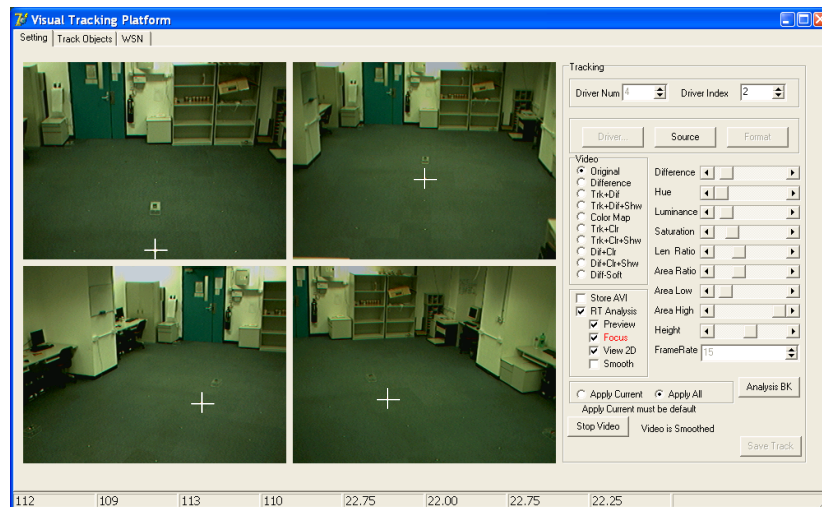 Visual Tracking Platform
Setting
Track Objects
WSN
Tracking
Driver Num 4
Driver Index 2
Driver...
Source
Format
Video
Original
Difference
Trk+Dif
Trk+Dif+Shw
Color Map
Trk+Clr
Trk+Clr+Shw
Dif+Clr
Dif+Clr+Shw
Diff-Soft
Difference
Hue
Luminance
Saturation
Len Ratio
Area Ratio
Area Low
Area High
Height
FrameRate 15
Store AVI
RT Analysis
Preview
Focus
View 2D
Smooth
Apply Current
Apply All
Analysis BK
Apply Current must be default
Stop Video
Video is Smoothed
Save Track
112 109 113 110 22.75 22.00 22.75 22.25